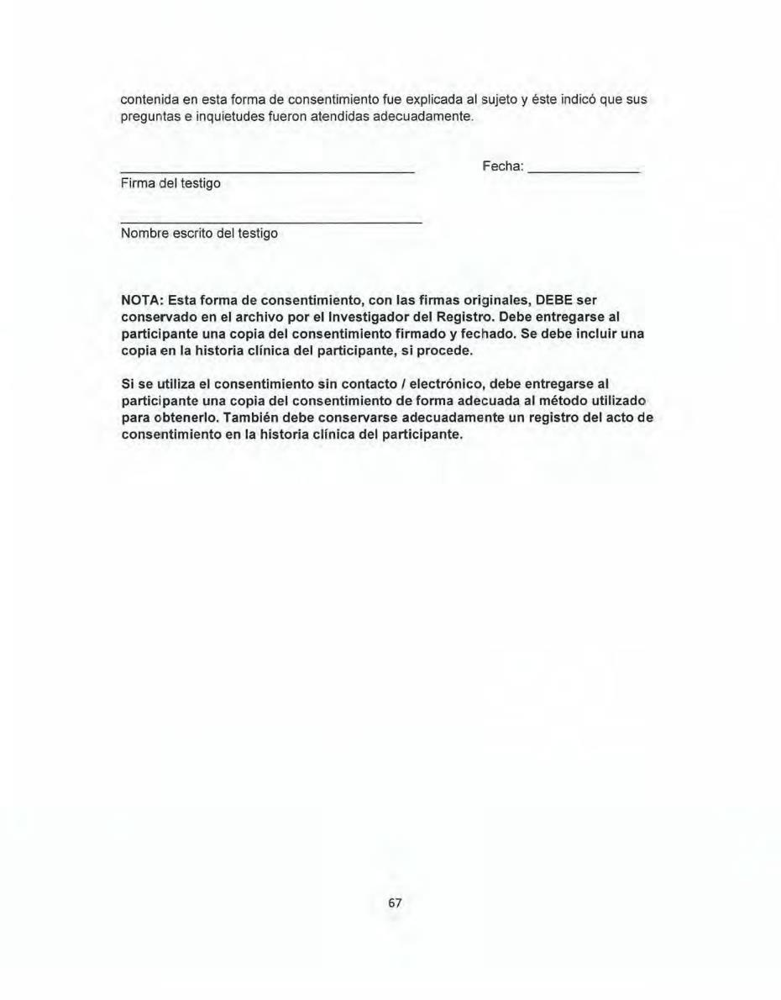 contenida en esta forma de consentimiento fue explicada al sujeto y éste indicó que sus
preguntas e inquietudes fueron atendidas adecuadamente.
Fecha:
Firma del testigo
Nombre escrito del testigo
NOTA: Esta forma de consentimiento, con las firmas originales, DEBE ser
conservado en el archivo por el Investigador del Registro. Debe entregarse al
participante una copia del consentimiento firmado y fechado. Se debe incluir una
copia en la historia clínica del participante, si procede.
Si se utiliza el consentimiento sin contacto / electrónico, debe entregarse al
participante una copia del consentimiento de forma adecuada al método utilizado
para obtenerlo. También debe conservarse adecuadamente un registro del acto de
consentimiento en la historia clínica del participante.
67